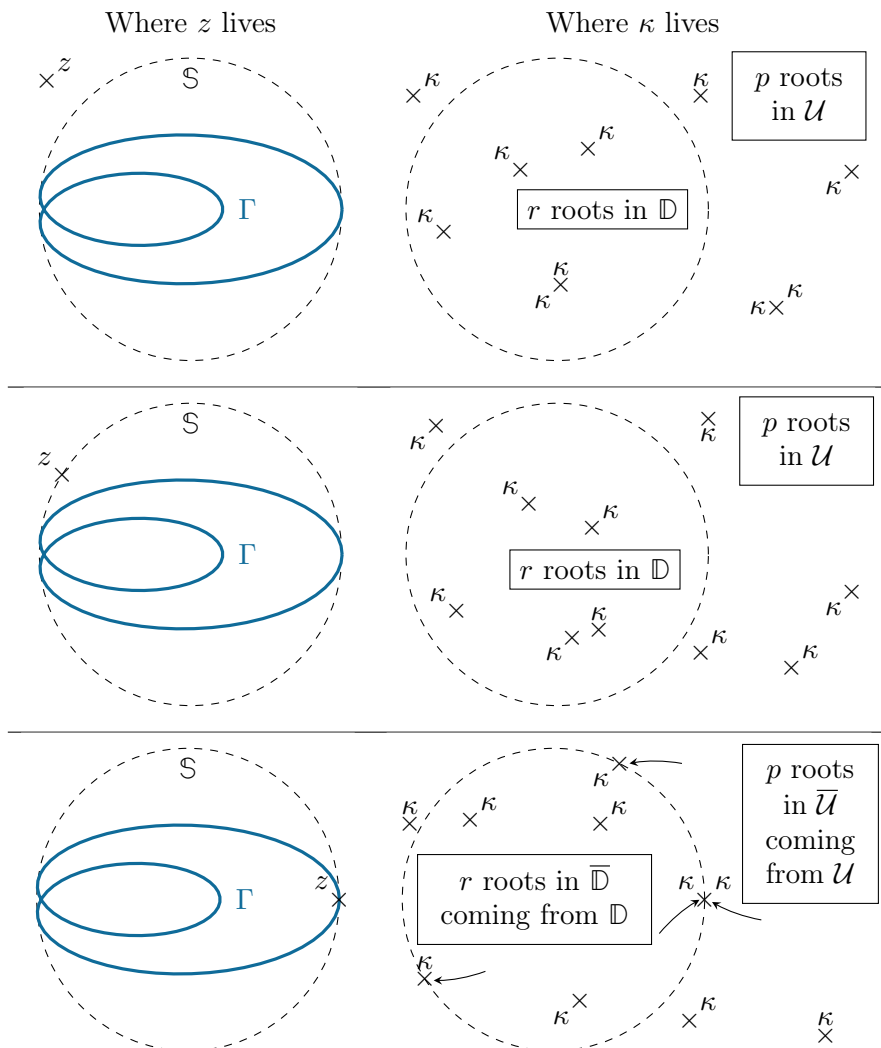 Where z lives
Where κ lives
z
𝕊
Γ
κ
κ
κ
κ
κ
κ
κ
κ
κ
κ
r roots in 𝔻
p roots
in 𝒰
z
𝕊
Γ
κ
κ
κ
κ
κ
κ
κ
κ
κ
κ
r roots in 𝔻
p roots
in 𝒰
𝕊
z
Γ
κ
κ
κ
κ
κ
κ
κ
κ
κ
κ
r roots in 𝔻̅
coming from 𝔻
p roots
in 𝒰̅
coming
from 𝒰